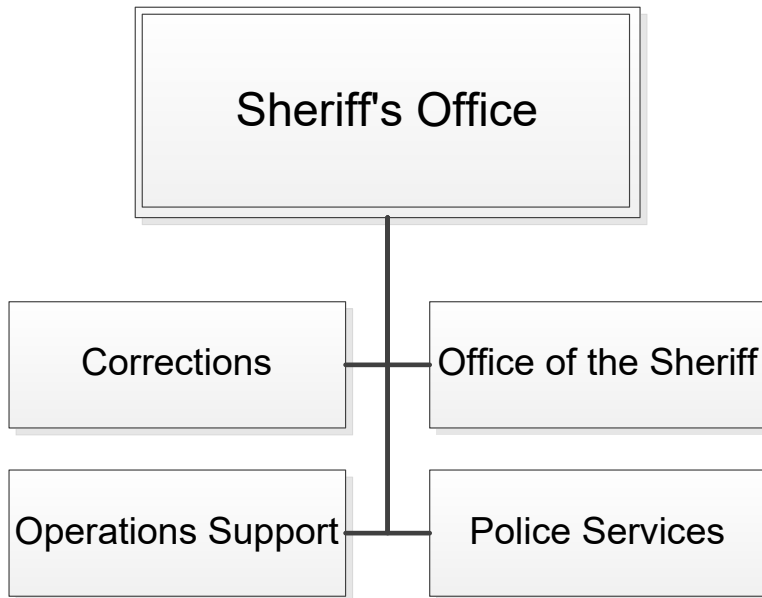 Sheriff's Office
Corrections
Office of the Sheriff
Operations Support
Police Services